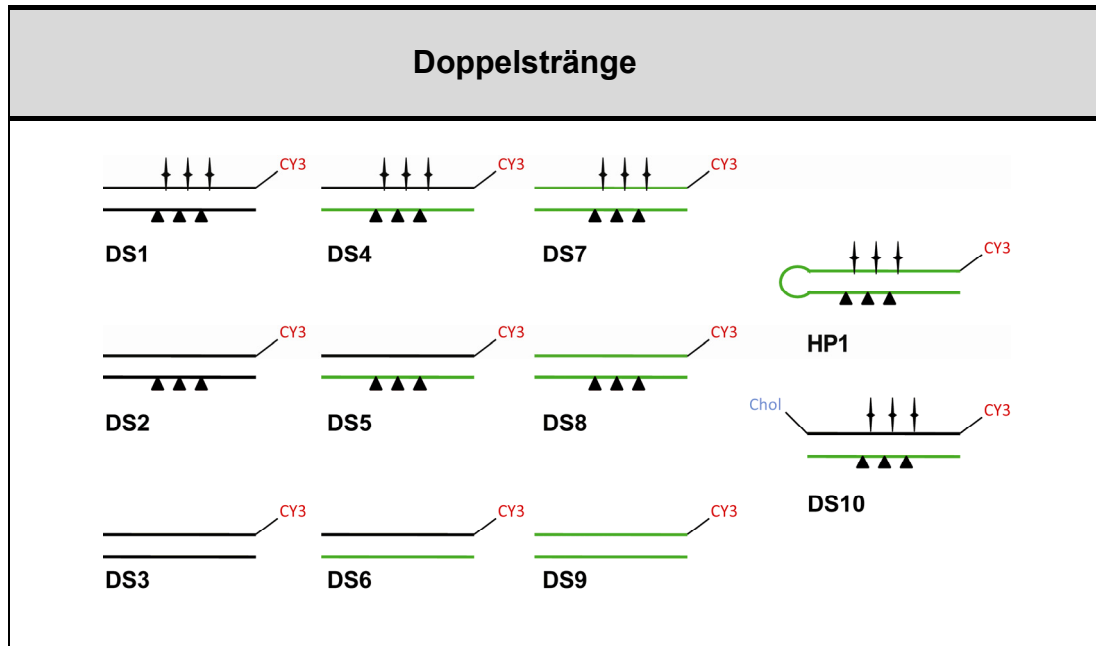 Doppelstränge
CY3 CY3 CY3
DS1 DS4 DS7
CY3
HP1
CY3 CY3 CY3
DS2 DS5 DS8
Chol CY3
DS10
CY3 CY3 CY3
DS3 DS6 DS9